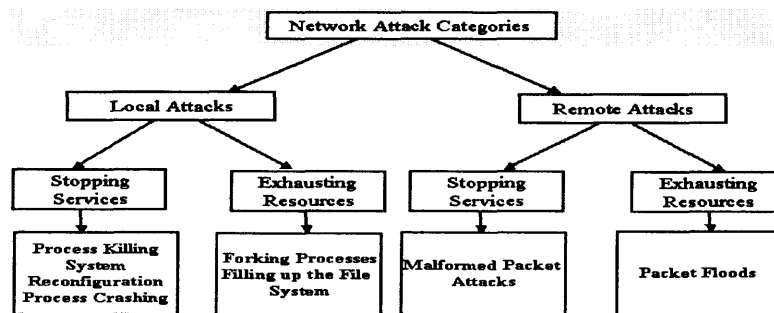 Network Attack Categories
Local Attacks
Remote Attacks
Stopping
Services
Exhausting
Resources
Stopping
Services
Exhausting
Resources
Process Killing
System
Reconfiguration
Process Crashing
Forking Processes
Filling up the File
System
Malformed Packet
Attacks
Packet Floods